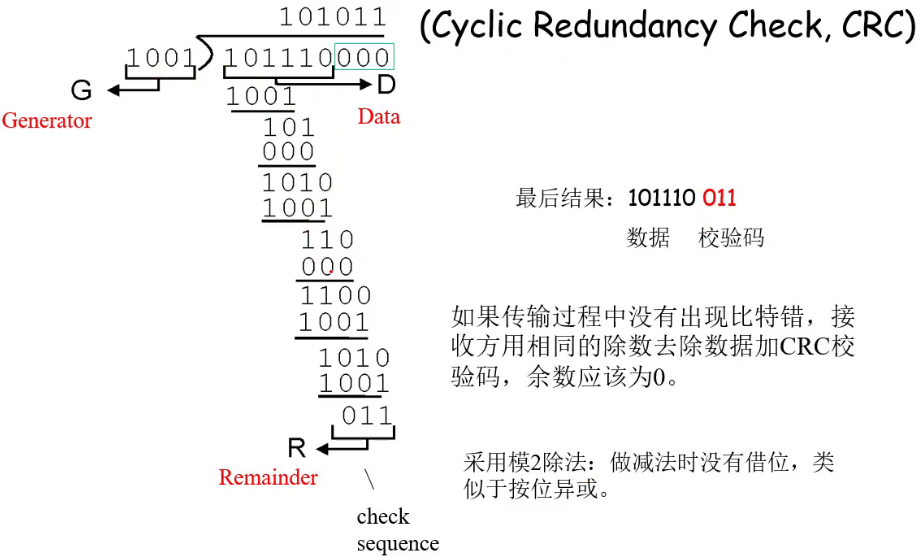 (Cyclic Redundancy Check, CRC)
101011
1001
101110000
G
D
Generator
Data
1001
101
000
1010
1001
110
000
1100
1001
1010
1001
011
R
Remainder
check
sequence
最后结果：101110 011
数据 校验码
如果传输过程中没有出现比特错，接
收方用相同的除数去除数据加CRC校
验码，余数应该为0。
采用模2除法：做减法时没有借位，类
似于按位异或。